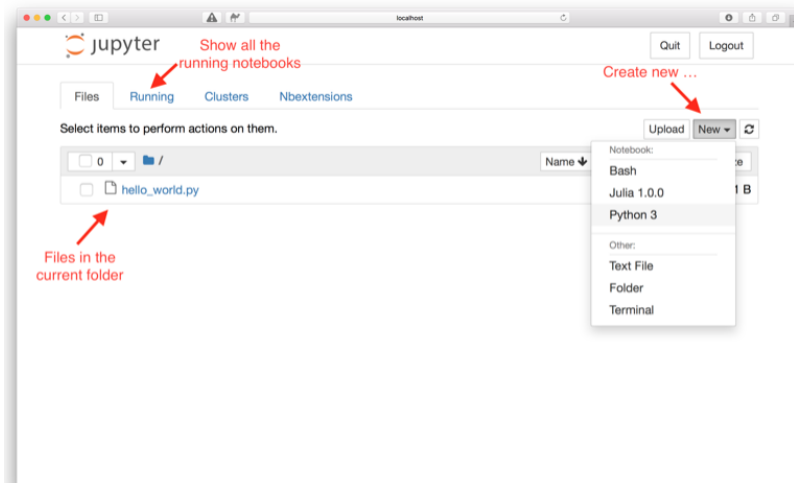 localhost
jupyter
Show all the
running notebooks
Quit
Logout
Create new ...
Files
Running
Clusters
Nbextensions
Select items to perform actions on them.
Upload
New
0
/
Name
Notebook:
Bash
Julia 1.0.0
Python 3
Other:
Text File
Folder
Terminal
hello_world.py
B
Files in the
current folder